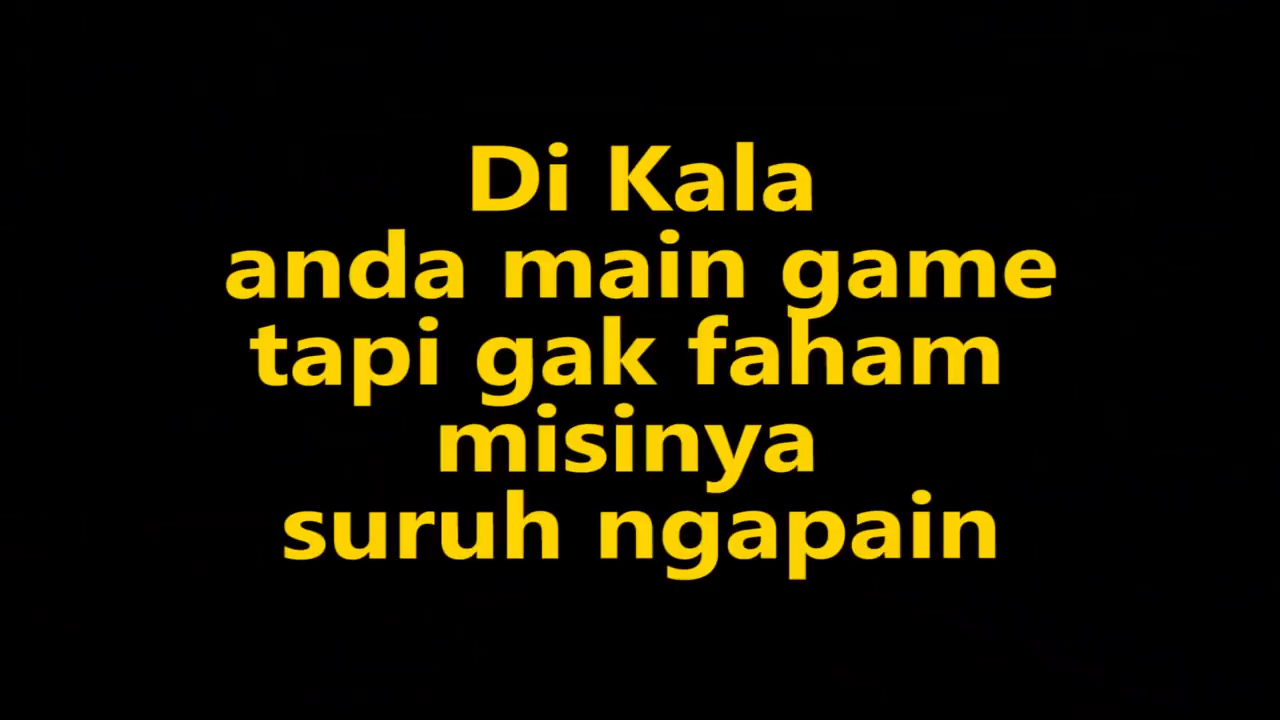 Di Kala
anda main game
tapi gak faham
misinya
suruh ngapain